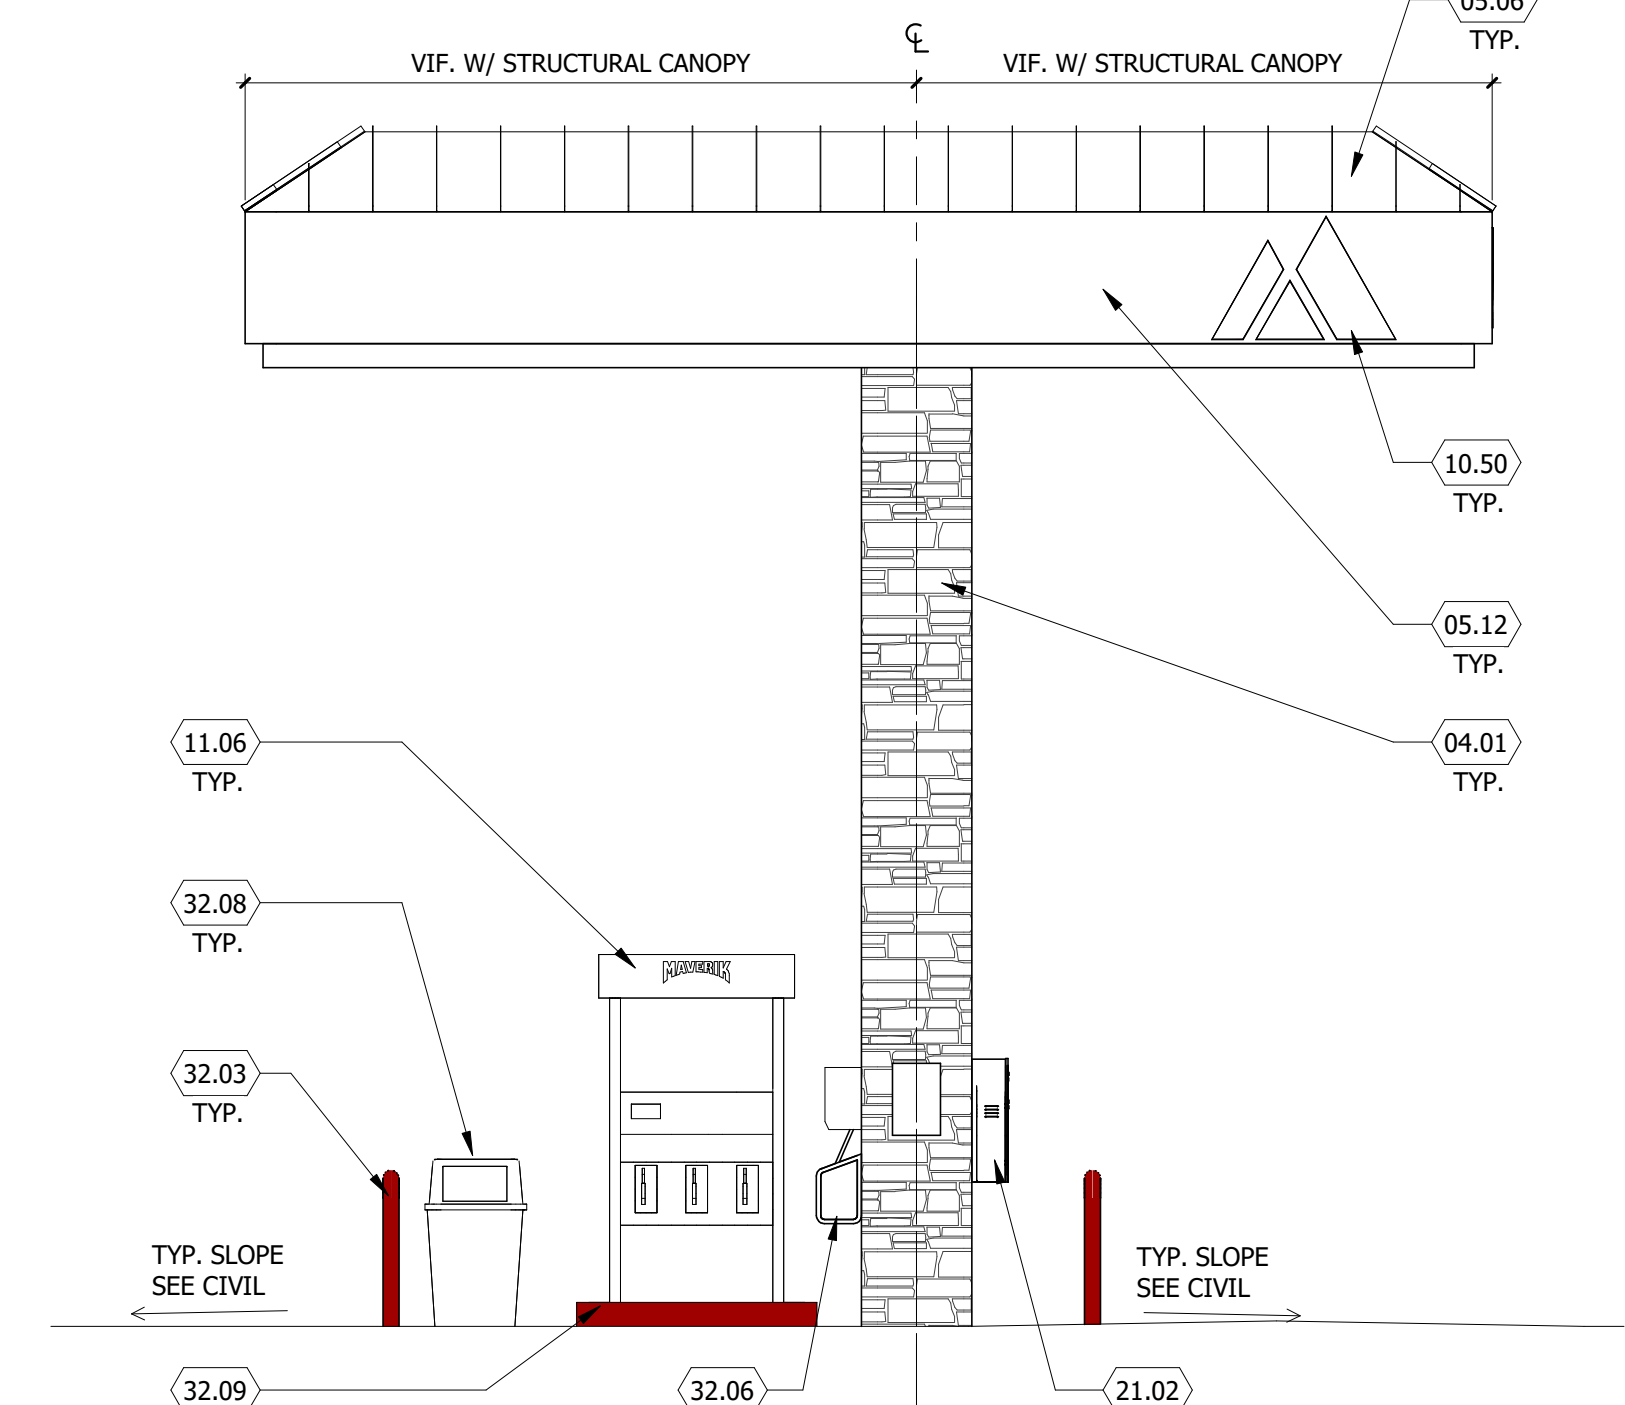 05.06
TYP.
℄
VIF. W/ STRUCTURAL CANOPY
VIF. W/ STRUCTURAL CANOPY
10.50
TYP.
05.12
TYP.
04.01
TYP.
11.06
TYP.
32.08
TYP.
MAVERIK
32.03
TYP.
TYP. SLOPE
SEE CIVIL
TYP. SLOPE
SEE CIVIL
32.09
32.06
21.02